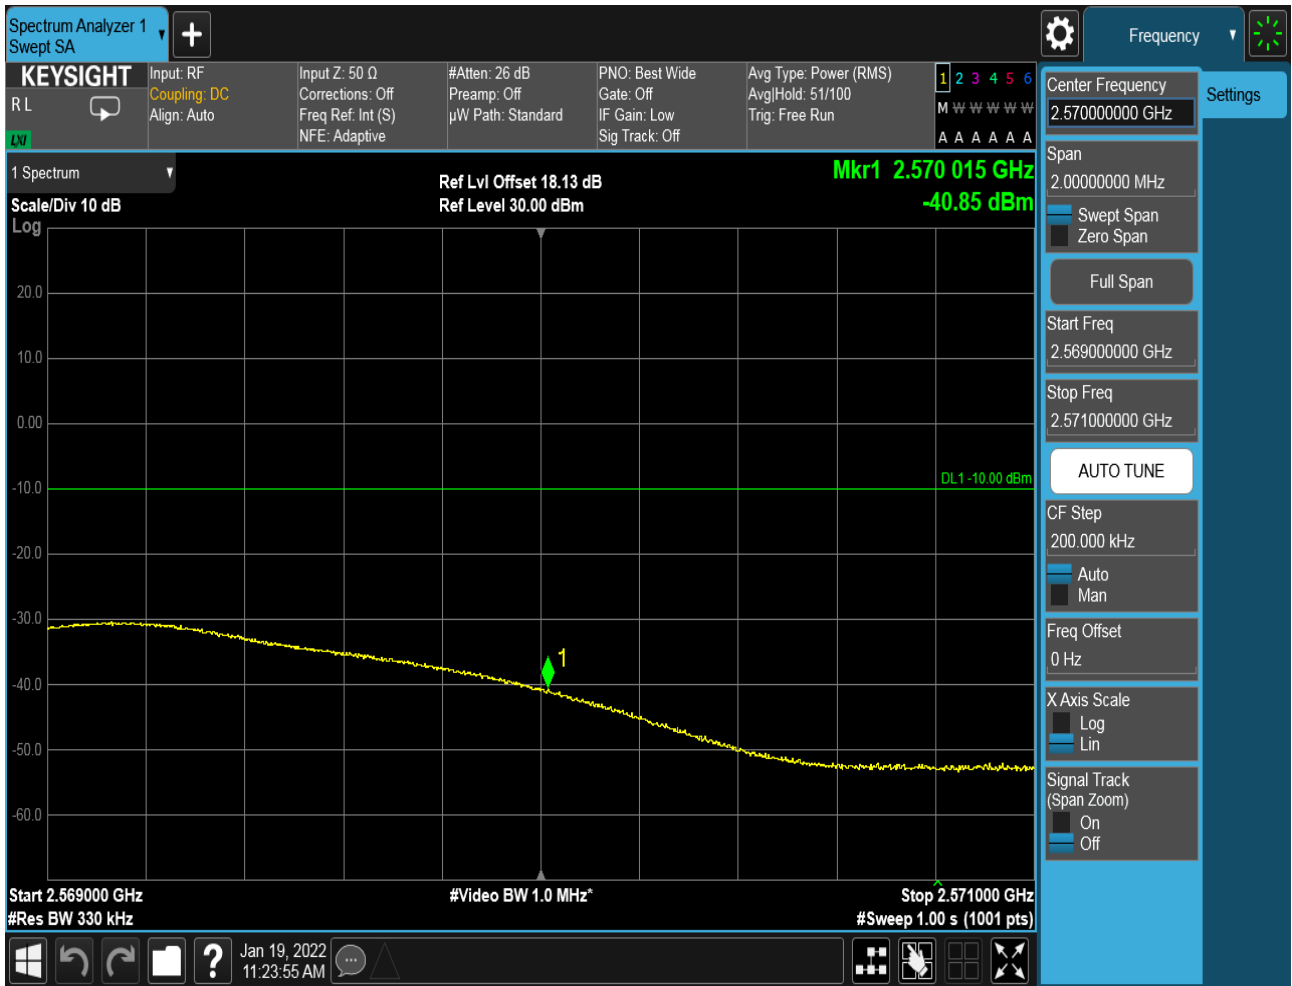 Spectrum Analyzer 1
Swept SA
Frequency
KEYSIGHT
R L
LXI
Input: RF
Coupling: DC
Align: Auto
Input Z: 50 Ω
Corrections: Off
Freq Ref: Int (S)
NFE: Adaptive
#Atten: 26 dB
Preamp: Off
µW Path: Standard
PNO: Best Wide
Gate: Off
IF Gain: Low
Sig Track: Off
Avg Type: Power (RMS)
Avg|Hold: 51/100
Trig: Free Run
1 2 3 4 5 6
M W W W W W
A A A A A A
1 Spectrum
Scale/Div 10 dB
Log
Ref Lvl Offset 18.13 dB
Ref Level 30.00 dBm
Mkr1 2.570 015 GHz
-40.85 dBm
20.0
10.0
0.00
-10.0
DL1 -10.00 dBm
-20.0
-30.0
1
-40.0
-50.0
-60.0
Start 2.569000 GHz
#Res BW 330 kHz
#Video BW 1.0 MHz*
Stop 2.571000 GHz
#Sweep 1.00 s (1001 pts)
Jan 19, 2022
11:23:55 AM
?
Center Frequency
2.570000000 GHz
Settings
Span
2.00000000 MHz
Swept Span
Zero Span
Full Span
Start Freq
2.569000000 GHz
Stop Freq
2.571000000 GHz
AUTO TUNE
CF Step
200.000 kHz
Auto
Man
Freq Offset
0 Hz
X Axis Scale
Log
Lin
Signal Track
(Span Zoom)
On
Off